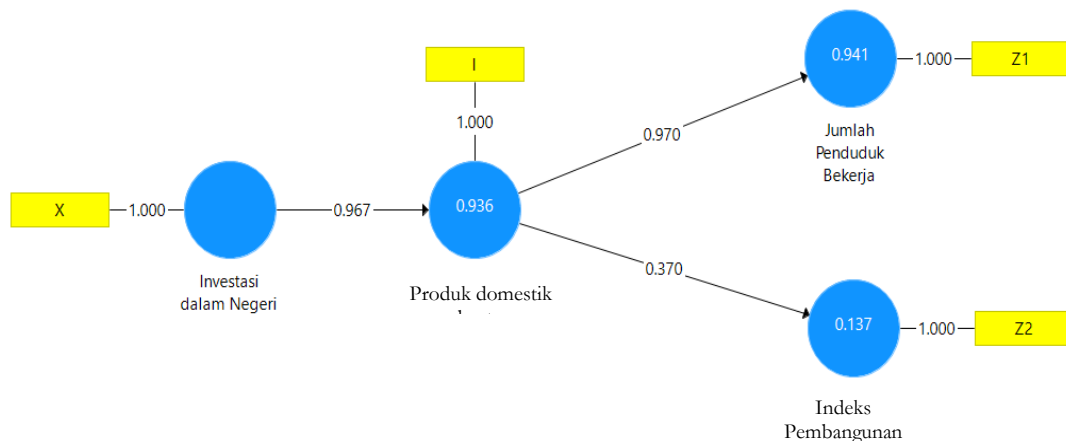 I
1.000
0.941
1.000
Z1
0.970
Jumlah
Penduduk
Bekerja
X
1.000
0.967
0.936
Investasi
dalam Negeri
Produk domestik
0.370
0.137
1.000
Z2
Indeks
Pembangunan